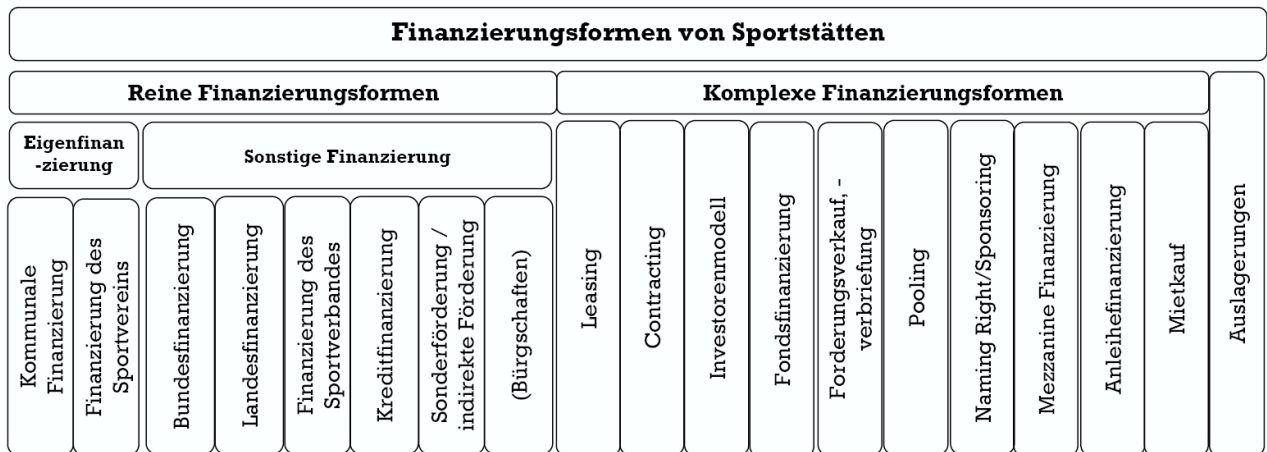 Finanzierungsformen von Sportstätten
Reine Finanzierungsformen
Komplexe Finanzierungsformen
Eigenfinan
-zierung
Sonstige Finanzierung
Kommunale
Finanzierung
Finanzierung des
Sportvereins
Bundesfinanzierung
Landesfinanzierung
Finanzierung des
Sportverbandes
Kreditfinanzierung
Sonderförderung /
indirekte Förderung
(Bürgschaften)
Leasing
Contracting
Investorenmodell
Fondsfinanzierung
Forderungsverkauf, -
verbriefung
Pooling
Naming Right/Sponsoring
Mezzanine Finanzierung
Anleihefinanzierung
Mietkauf
Auslagerungen